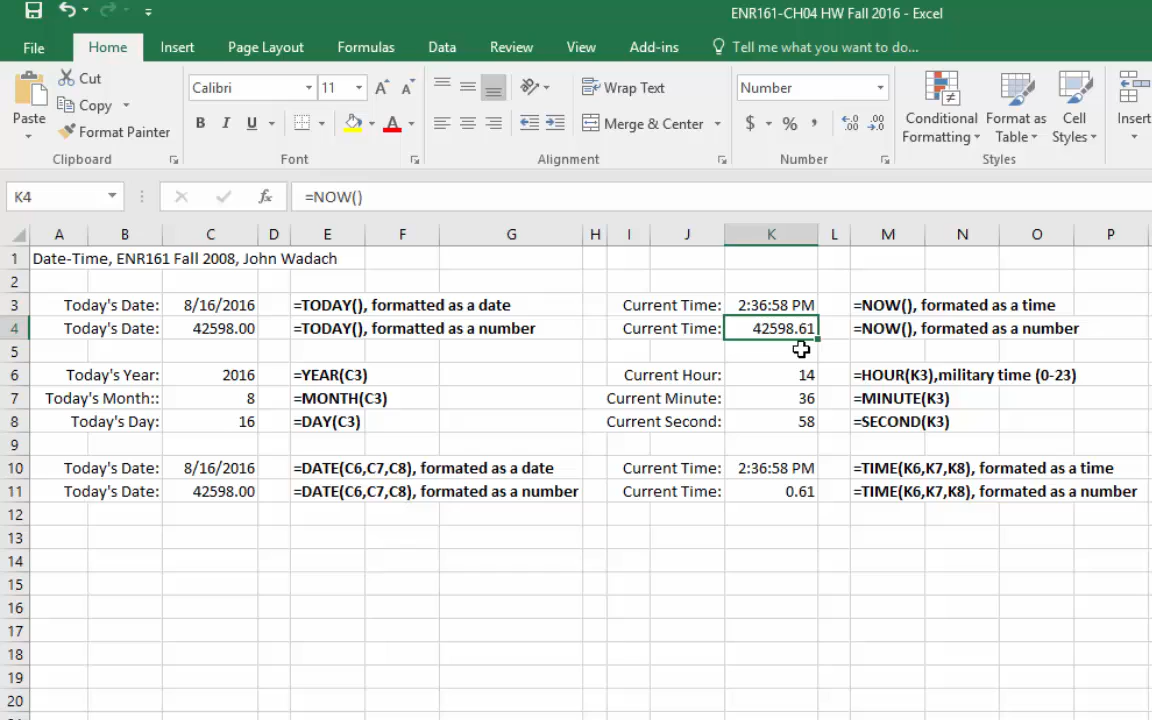 ENR161-CH04 HW Fall 2016 - Excel
File Home Insert Page Layout Formulas Data Review View Add-ins Tell me what you want to do...
Paste
Cut
Copy
Format Painter
Calibri 11
B I U
Wrap Text
Merge & Center
Number
$ % ,
Conditional Formatting
Format as Table
Cell Styles
Insert
Clipboard Font Alignment Number Styles
K4 fx =NOW()
A B C D E F G H I J K L M N O P
1 Date-Time, ENR161 Fall 2008, John Wadach
2
3 Today's Date: 8/16/2016 =TODAY(), formatted as a date Current Time: 2:36:58 PM =NOW(), formated as a time
4 Today's Date: 42598.00 =TODAY(), formatted as a number Current Time: 42598.61 =NOW(), formated as a number
5
6 Today's Year: 2016 =YEAR(C3) Current Hour: 14 =HOUR(K3),military time (0-23)
7 Today's Month:: 8 =MONTH(C3) Current Minute: 36 =MINUTE(K3)
8 Today's Day: 16 =DAY(C3) Current Second: 58 =SECOND(K3)
9
10 Today's Date: 8/16/2016 =DATE(C6,C7,C8), formated as a date Current Time: 2:36:58 PM =TIME(K6,K7,K8), formated as a time
11 Today's Date: 42598.00 =DATE(C6,C7,C8), formated as a number Current Time: 0.61 =TIME(K6,K7,K8), formated as a number
12
13
14
15
16
17
18
19
20